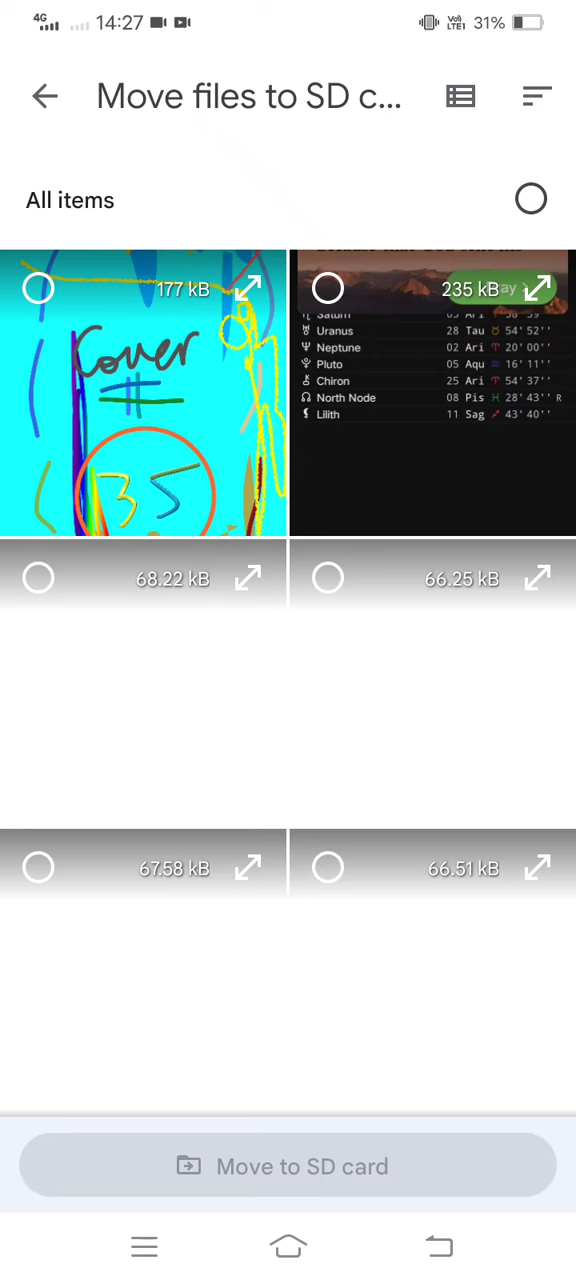 4G 14:27 Vo) LTE1 31%
Move files to SD c...
All items
177 kB
235 kB
Cover
35
Uranus 28 Tau ♉ 54'52''
Neptune 02 Ari ♈ 20'00''
Pluto 05 Aqu ♒ 16'11''
Chiron 25 Ari ♈ 54'37''
North Node 08 Pis ♓ 28'43'' R
Lilith 11 Sag ♐ 43'40''
68.22 kB
66.25 kB
67.58 kB
66.51 kB
Move to SD card